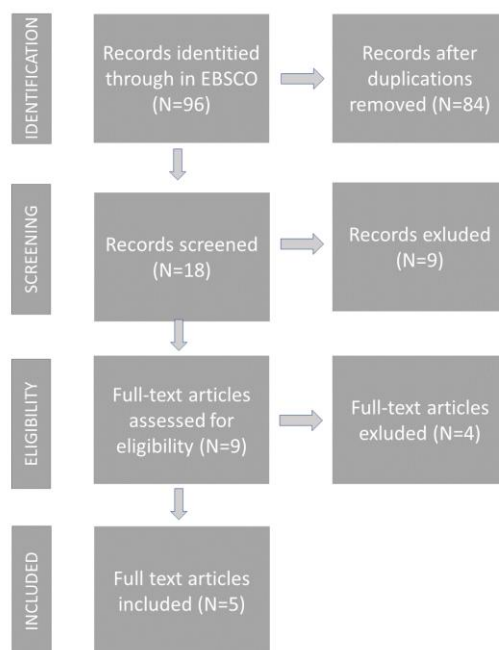 IDENTIFICATION
Records identitied
through in EBSCO
(N=96)
Records after
duplications
removed (N=84)
SCREENING
Records screened
(N=18)
Records exluded
(N=9)
ELIGIBILITY
Full-text articles
assessed for
eligibility (N=9)
Full-text articles
exluded (N=4)
INCLUDED
Full text articles
included (N=5)